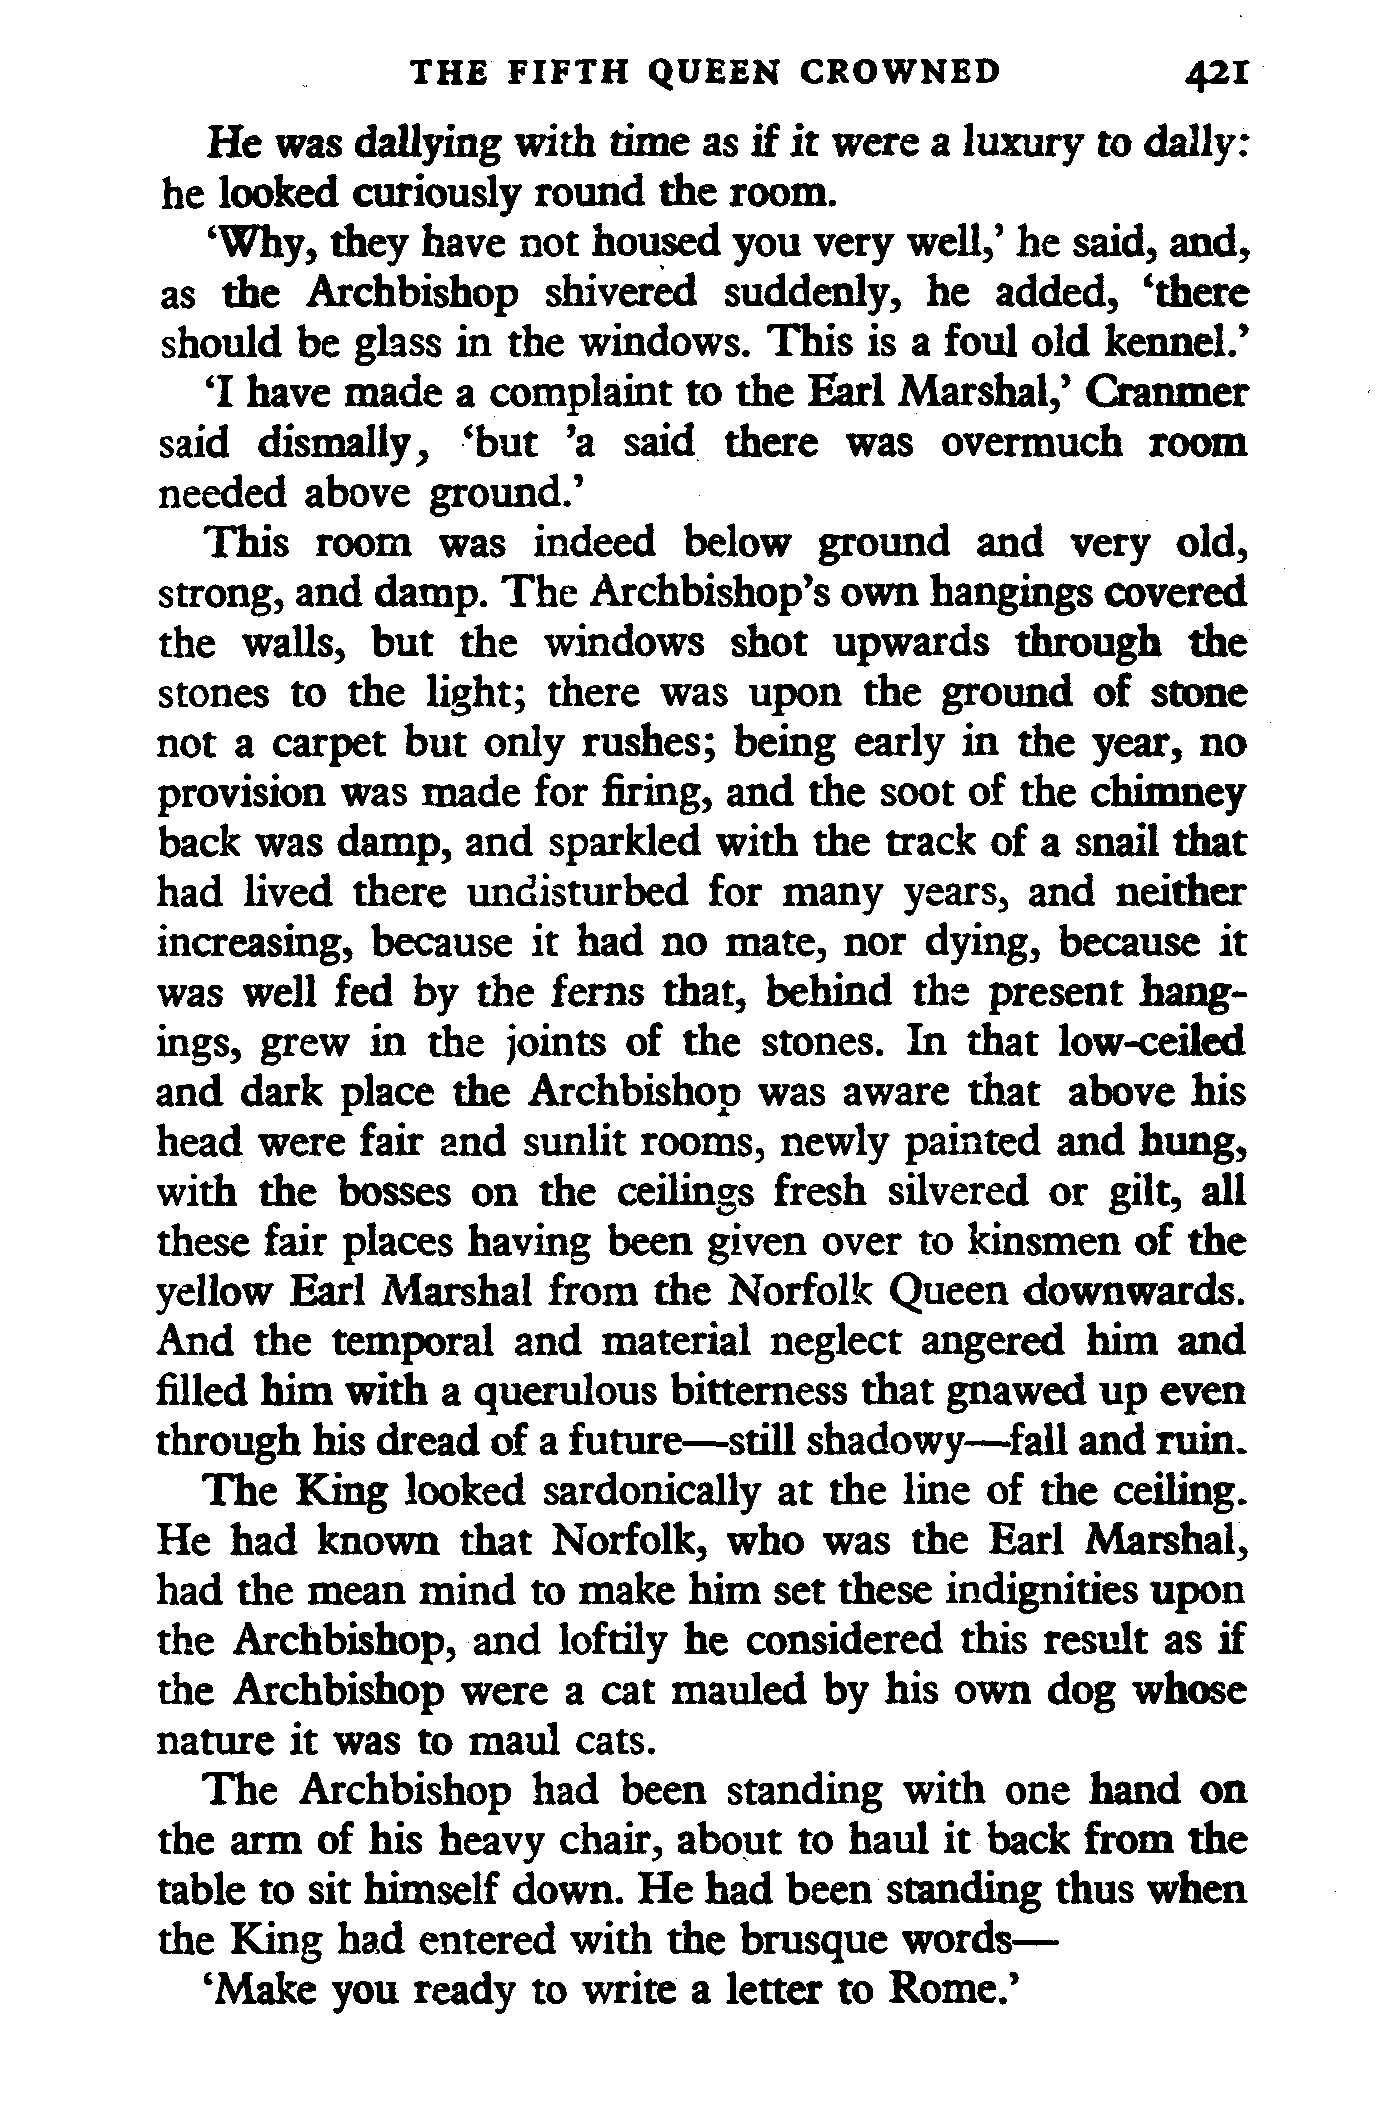 THE FIFTH QUEEN CROWNED 421
He was dallying with time as if it were a luxury to dally:
he looked curiously round the room.
‘Why, they have not housed you very well,’ he said, and,
as the Archbishop shivered suddenly, he added, ‘there
should be glass in the windows. This is a foul old kennel.’
‘I have made a complaint to the Earl Marshal,’ Cranmer
said dismally, ‘but ’a said there was overmuch room
needed above ground.’
This room was indeed below ground and very old,
strong, and damp. The Archbishop’s own hangings covered
the walls, but the windows shot upwards through the
stones to the light; there was upon the ground of stone
not a carpet but only rushes; being early in the year, no
provision was made for firing, and the soot of the chimney
back was damp, and sparkled with the track of a snail that
had lived there undisturbed for many years, and neither
increasing, because it had no mate, nor dying, because it
was well fed by the ferns that, behind the present hang-
ings, grew in the joints of the stones. In that low-ceiled
and dark place the Archbishop was aware that above his
head were fair and sunlit rooms, newly painted and hung,
with the bosses on the ceilings fresh silvered or gilt, all
these fair places having been given over to kinsmen of the
yellow Earl Marshal from the Norfolk Queen downwards.
And the temporal and material neglect angered him and
filled him with a querulous bitterness that gnawed up even
through his dread of a future—still shadowy—fall and ruin.
The King looked sardonically at the line of the ceiling.
He had known that Norfolk, who was the Earl Marshal,
had the mean mind to make him set these indignities upon
the Archbishop, and loftily he considered this result as if
the Archbishop were a cat mauled by his own dog whose
nature it was to maul cats.
The Archbishop had been standing with one hand on
the arm of his heavy chair, about to haul it back from the
table to sit himself down. He had been standing thus when
the King had entered with the brusque words—
‘Make you ready to write a letter to Rome.’